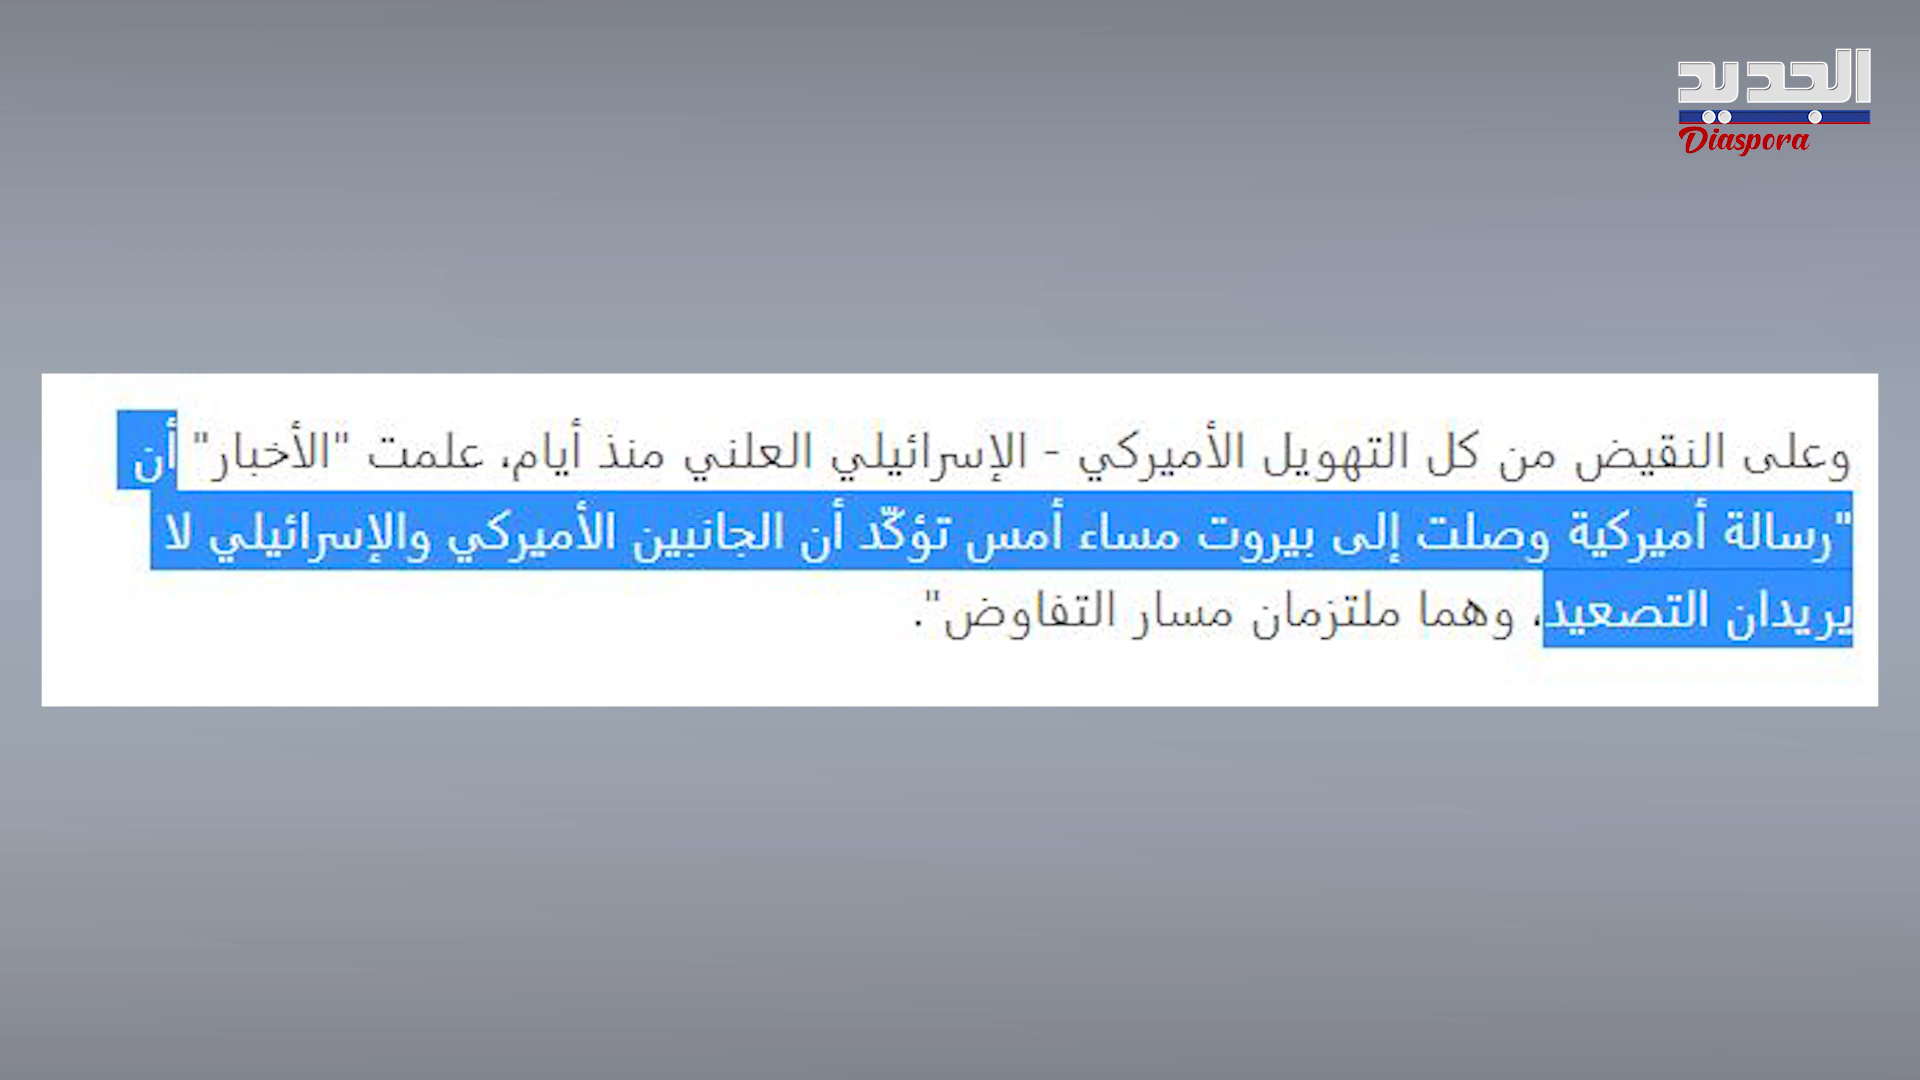 الجديد
Diaspora
وعلى النقيض من كل التهويل الأميركي - الإسرائيلي العلني منذ أيام، علمت "الأخبار" أن
"رسالة أميركية وصلت إلى بيروت مساء أمس تؤكّد أن الجانبين الأميركي والإسرائيلي لا
يريدان التصعيد، وهما ملتزمان مسار التفاوض".